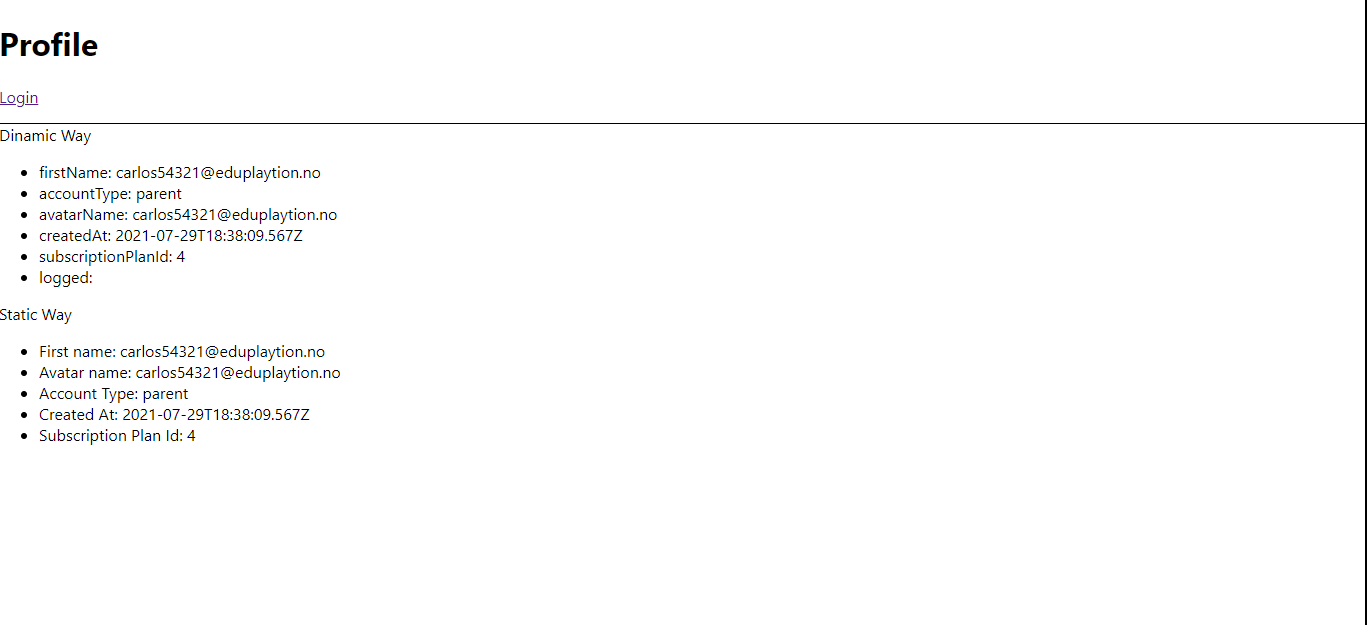 Profile
Login
Dinamic Way
firstName: carlos54321@eduplaytion.no
accountType: parent
avatarName: carlos54321@eduplaytion.no
createdAt: 2021-07-29T18:38:09.567Z
subscriptionPlanId: 4
logged:
Static Way
First name: carlos54321@eduplaytion.no
Avatar name: carlos54321@eduplaytion.no
Account Type: parent
Created At: 2021-07-29T18:38:09.567Z
Subscription Plan Id: 4